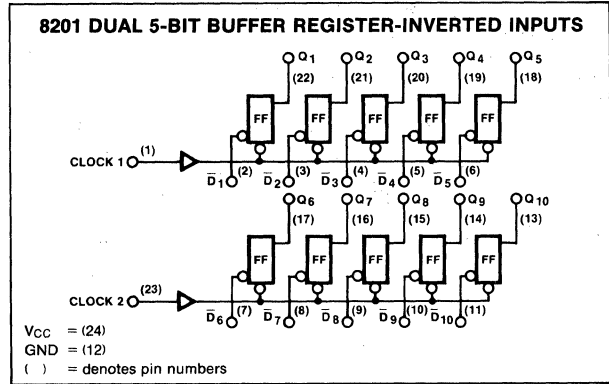 8201 DUAL 5-BIT BUFFER REGISTER-INVERTED INPUTS
Q1 Q2 Q3 Q4 Q5
(22) (21) (20) (19) (18)
FF FF FF FF FF
CLOCK 1 (1)
D̅1 (2) D̅2 (3) D̅3 (4) D̅4 (5) D̅5 (6)
Q6 Q7 Q8 Q9 Q10
(17) (16) (15) (14) (13)
FF FF FF FF FF
CLOCK 2 (23)
D̅6 (7) D̅7 (8) D̅8 (9) D̅9 (10) D̅10 (11)
VCC = (24)
GND = (12)
( ) = denotes pin numbers